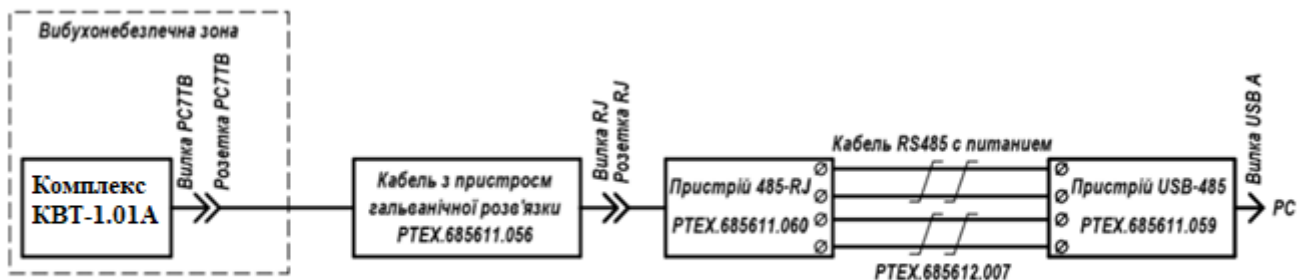 Вибухонебезпечна зона
Вилка РС7ТВ
Розетка РС7ТВ
Комплекс
КВТ-1.01А
Кабель з пристроєм
гальванічної розв'язки
РТЕХ.685611.056
Вилка RJ
Розетка RJ
Пристрій 485-RJ
РТЕХ.685611.060
Кабель RS485 с питанием
РТЕХ.685612.007
Пристрій USB-485
РТЕХ.685611.059
Вилка USB A
PC